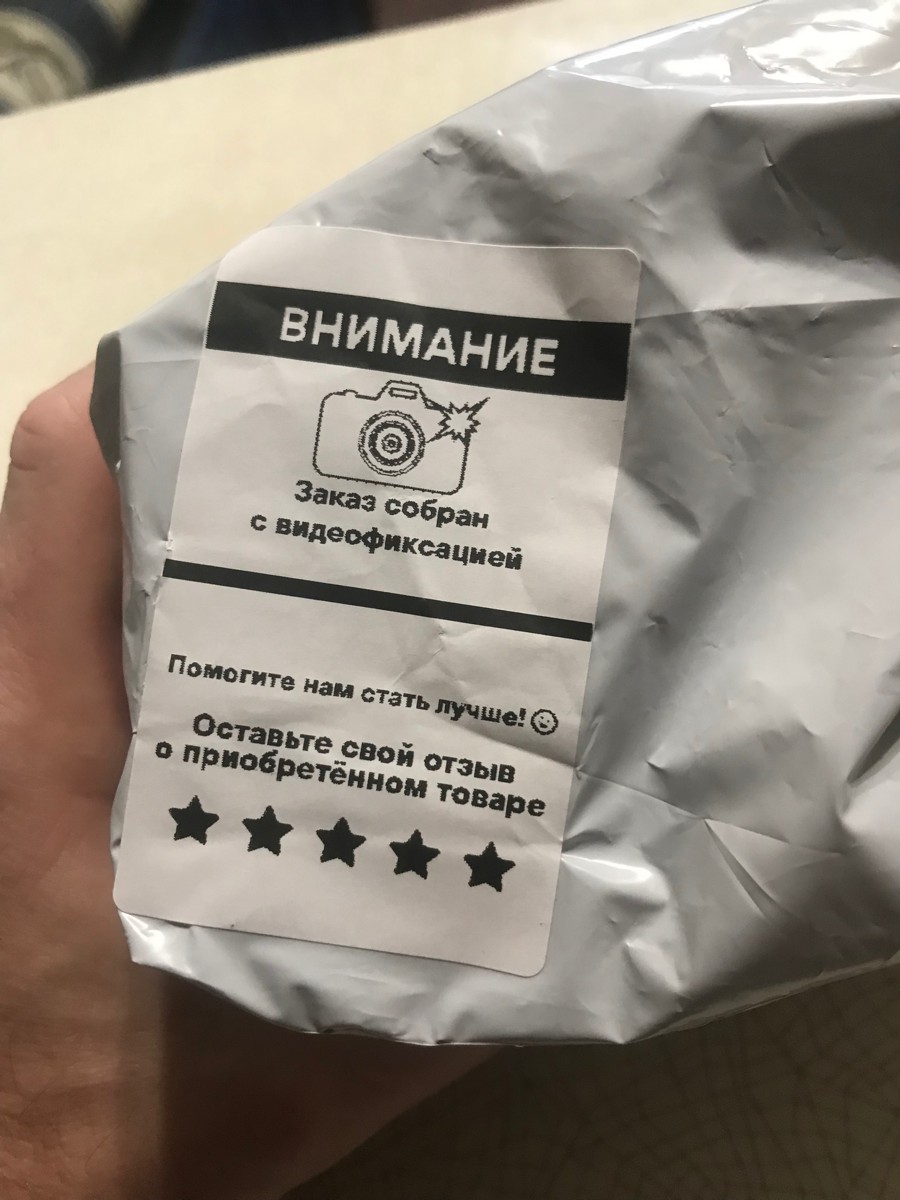 ВНИМАНИЕ
Заказ собран
с видеофиксацией
Помогите нам стать лучше!
Оставьте свой отзыв
о приобретённом товаре